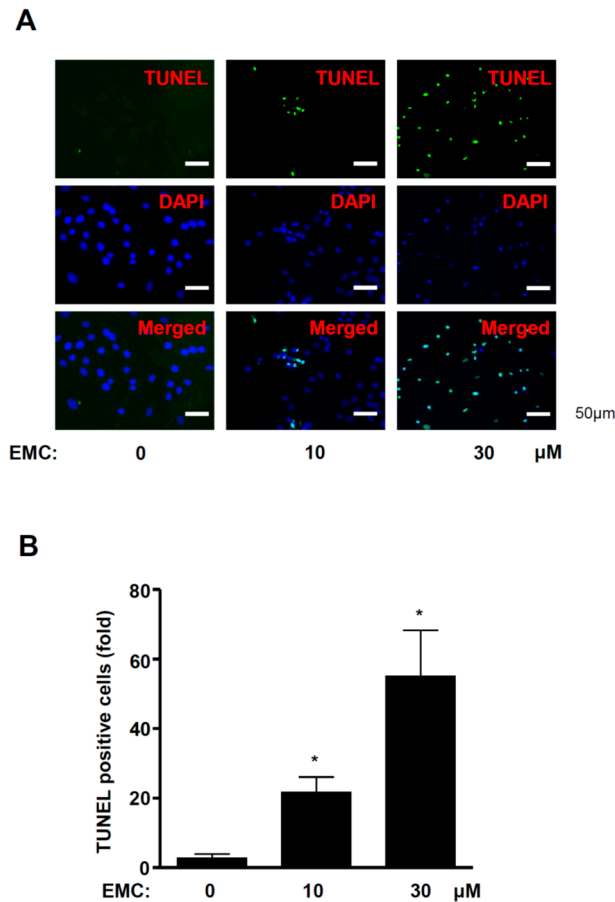 A
TUNEL TUNEL TUNEL
DAPI DAPI DAPI
Merged Merged Merged
50μm
EMC: 0 10 30 μM
B
TUNEL positive cells (fold)
80
60
40
20
0
*
*
EMC: 0 10 30 μM